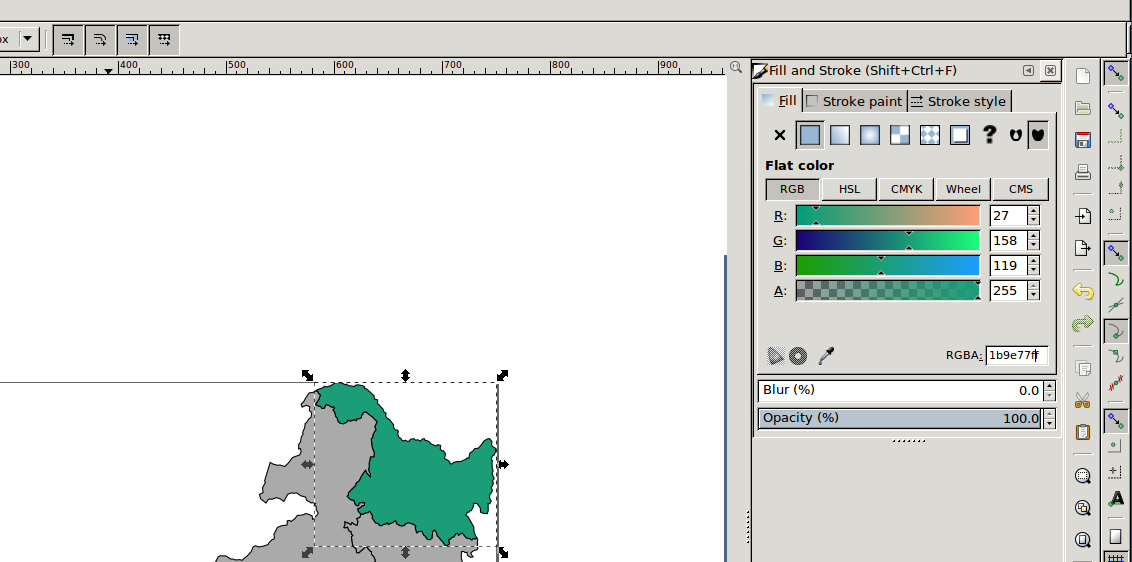 px
300 400 500 600 700 800 900
Fill and Stroke (Shift+Ctrl+F)
Fill Stroke paint Stroke style
?
Flat color
RGB HSL CMYK Wheel CMS
R: 27
G: 158
B: 119
A: 255
RGBA: 1b9e77ff
Blur (%) 0.0
Opacity (%) 100.0
A